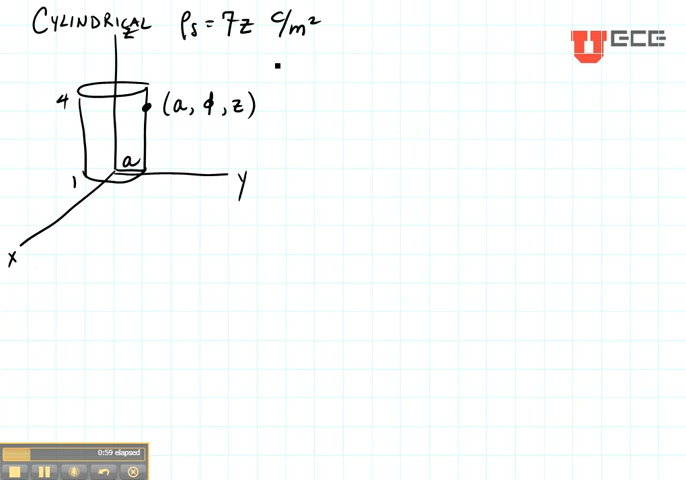 CYLINDRICAL ρs = 7z C/m²
z
U ECE
4
(a, φ, z)
a
1
y
x
0:59 elapsed